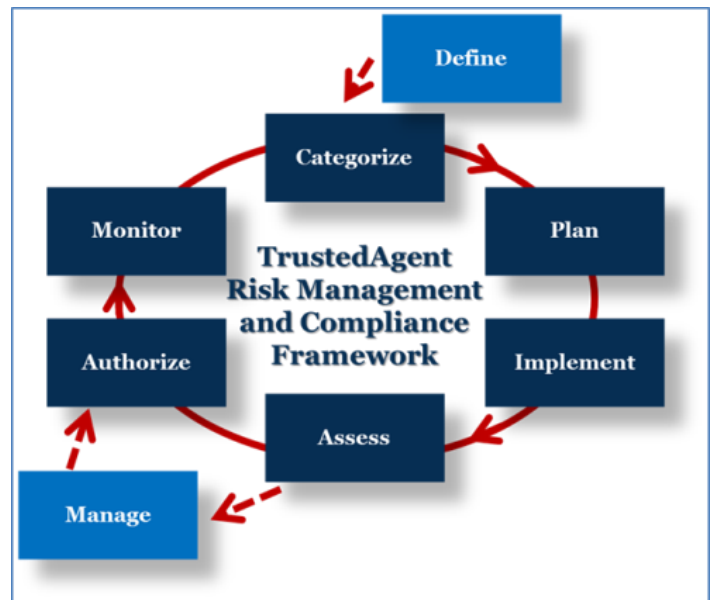 Define
Categorize
Monitor
Plan
TrustedAgent
Risk Management
and Compliance
Framework
Authorize
Implement
Assess
Manage